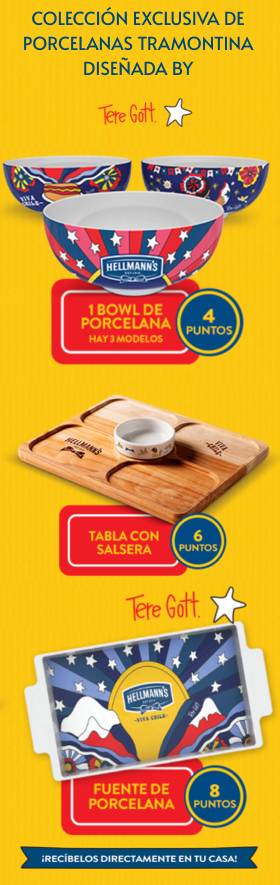 COLECCIÓN EXCLUSIVA DE
PORCELANAS TRAMONTINA
DISEÑADA BY
Tere Gott.
VIVA
CHILE
HELLMANN'S
1 BOWL DE
PORCELANA
HAY 3 MODELOS
4
PUNTOS
HELLMANN'S
VIVA
CHILE
TABLA CON
SALSERA
6
PUNTOS
Tere Gott.
HELLMANN'S
VIVA CHILE
FUENTE DE
PORCELANA
8
PUNTOS
¡RECÍBELOS DIRECTAMENTE EN TU CASA!